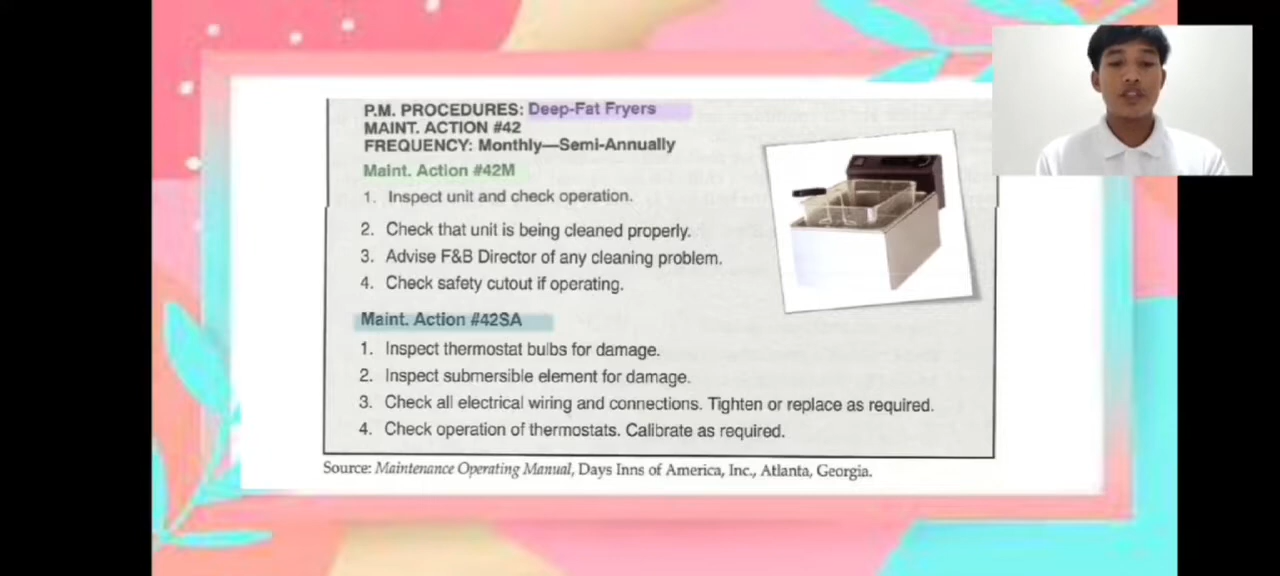 P.M. PROCEDURES: Deep-Fat Fryers
MAINT. ACTION #42
FREQUENCY: Monthly—Semi-Annually
Maint. Action #42M
1. Inspect unit and check operation.
2. Check that unit is being cleaned properly.
3. Advise F&B Director of any cleaning problem.
4. Check safety cutout if operating.
Maint. Action #42SA
1. Inspect thermostat bulbs for damage.
2. Inspect submersible element for damage.
3. Check all electrical wiring and connections. Tighten or replace as required.
4. Check operation of thermostats. Calibrate as required.
Source: Maintenance Operating Manual, Days Inns of America, Inc., Atlanta, Georgia.